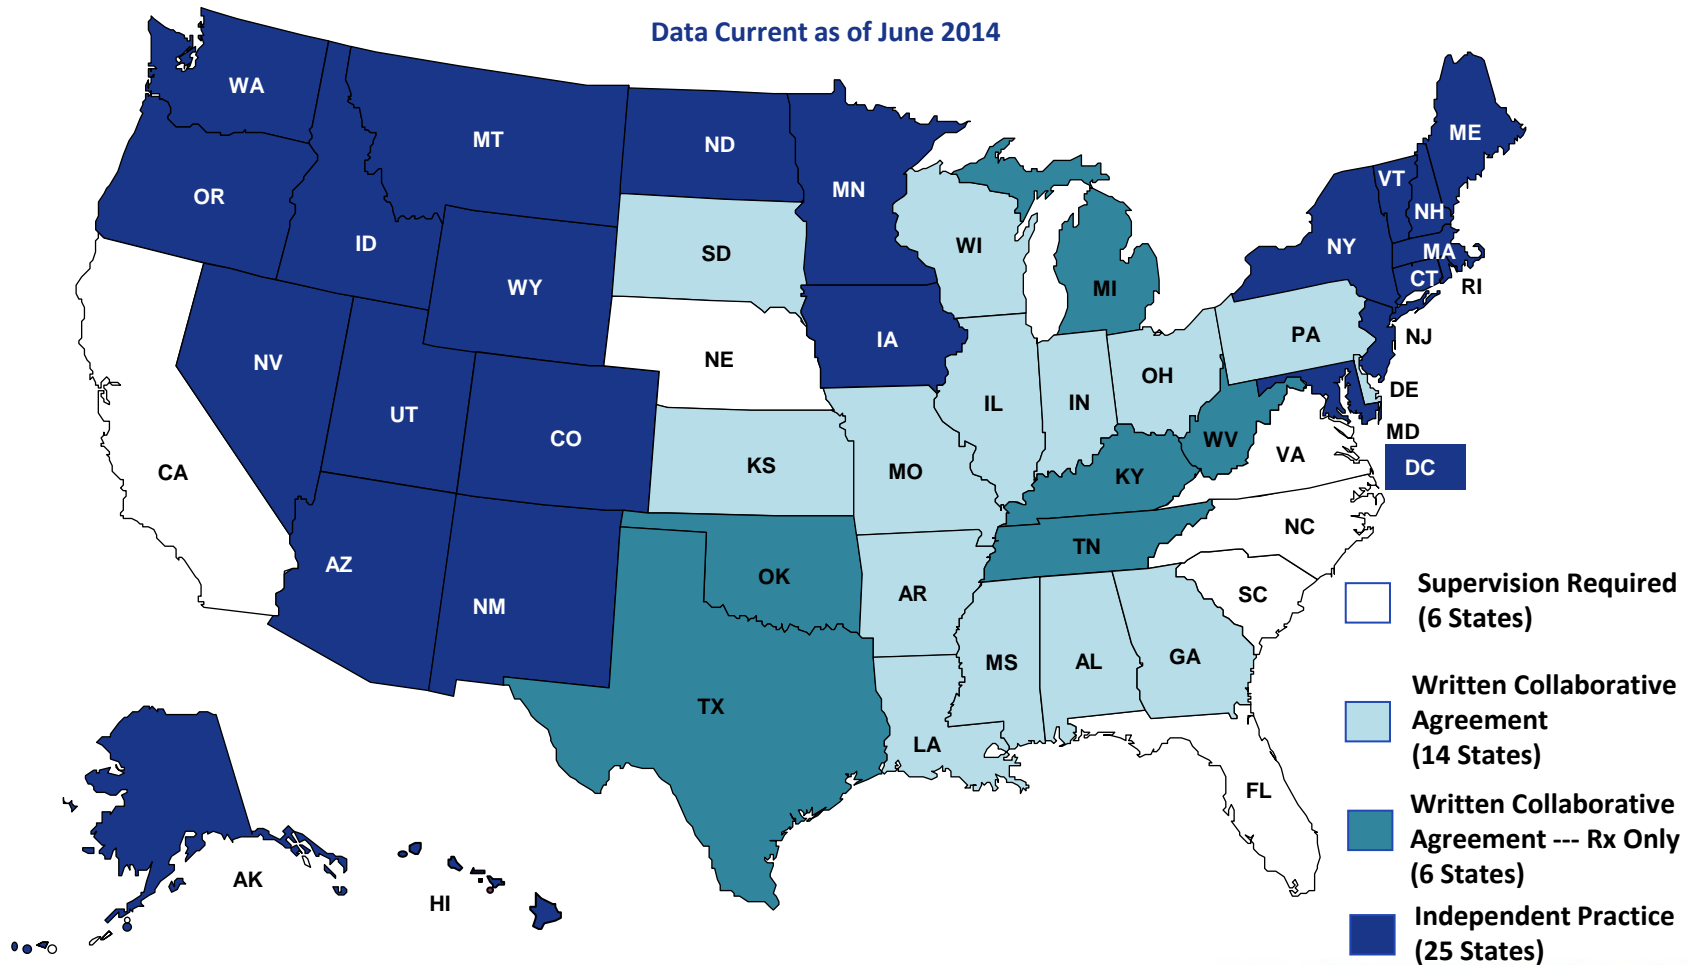 Data Current as of June 2014
WA
MT
ND
MN
ME
OR
ID
WY
SD
WI
MI
VT
NH
NY
MA
CT
RI
NV
UT
CO
NE
IA
IL
IN
OH
PA
NJ
DE
MD
DC
CA
KS
MO
KY
WV
VA
AZ
NM
OK
AR
TN
NC
SC
TX
LA
MS
AL
GA
FL
AK
HI
Supervision Required
(6 States)
Written Collaborative
Agreement
(14 States)
Written Collaborative
Agreement --- Rx Only
(6 States)
Independent Practice
(25 States)